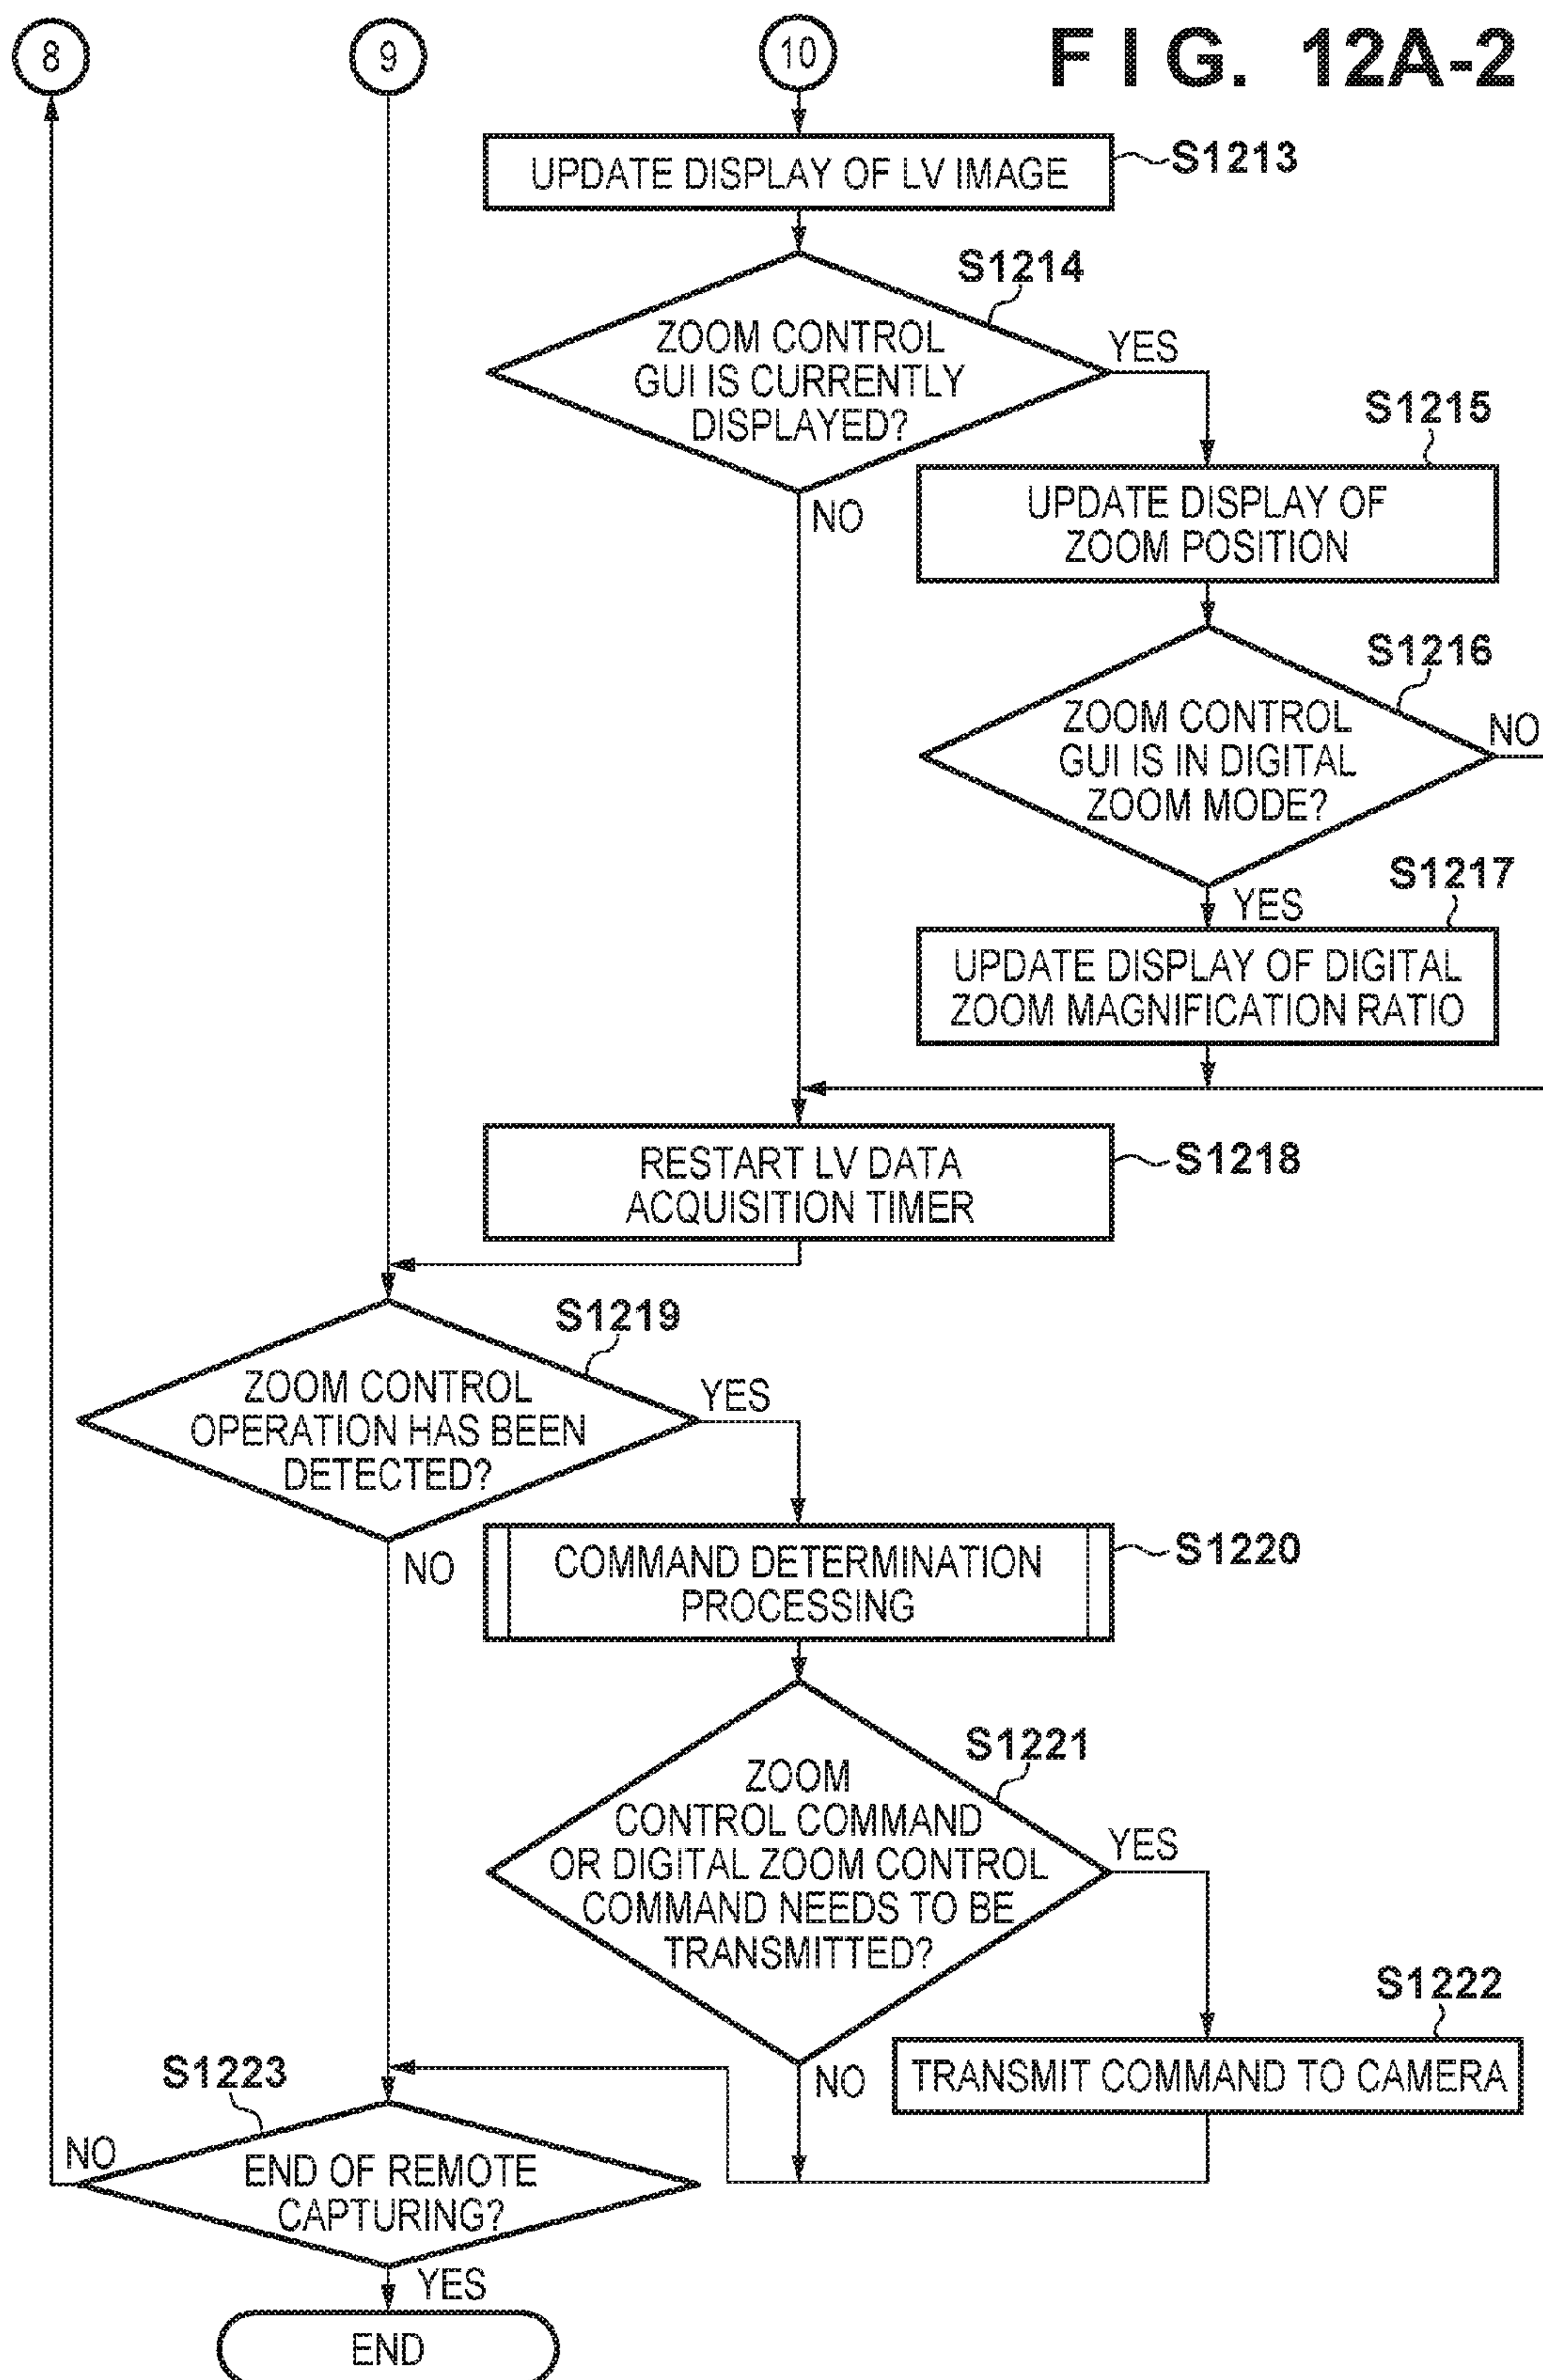 8
9
10
F I G. 12A-2
UPDATE DISPLAY OF LV IMAGE
S1213
S1214
ZOOM CONTROL
GUI IS CURRENTLY
DISPLAYED?
YES
NO
S1215
UPDATE DISPLAY OF
ZOOM POSITION
S1216
ZOOM CONTROL
GUI IS IN DIGITAL
ZOOM MODE?
NO
YES
S1217
UPDATE DISPLAY OF DIGITAL
ZOOM MAGNIFICATION RATIO
RESTART LV DATA
ACQUISITION TIMER
S1218
S1219
ZOOM CONTROL
OPERATION HAS BEEN
DETECTED?
YES
NO
COMMAND DETERMINATION
PROCESSING
S1220
S1221
ZOOM
CONTROL COMMAND
OR DIGITAL ZOOM CONTROL
COMMAND NEEDS TO BE
TRANSMITTED?
YES
NO
S1222
TRANSMIT COMMAND TO CAMERA
S1223
NO
END OF REMOTE
CAPTURING?
YES
END